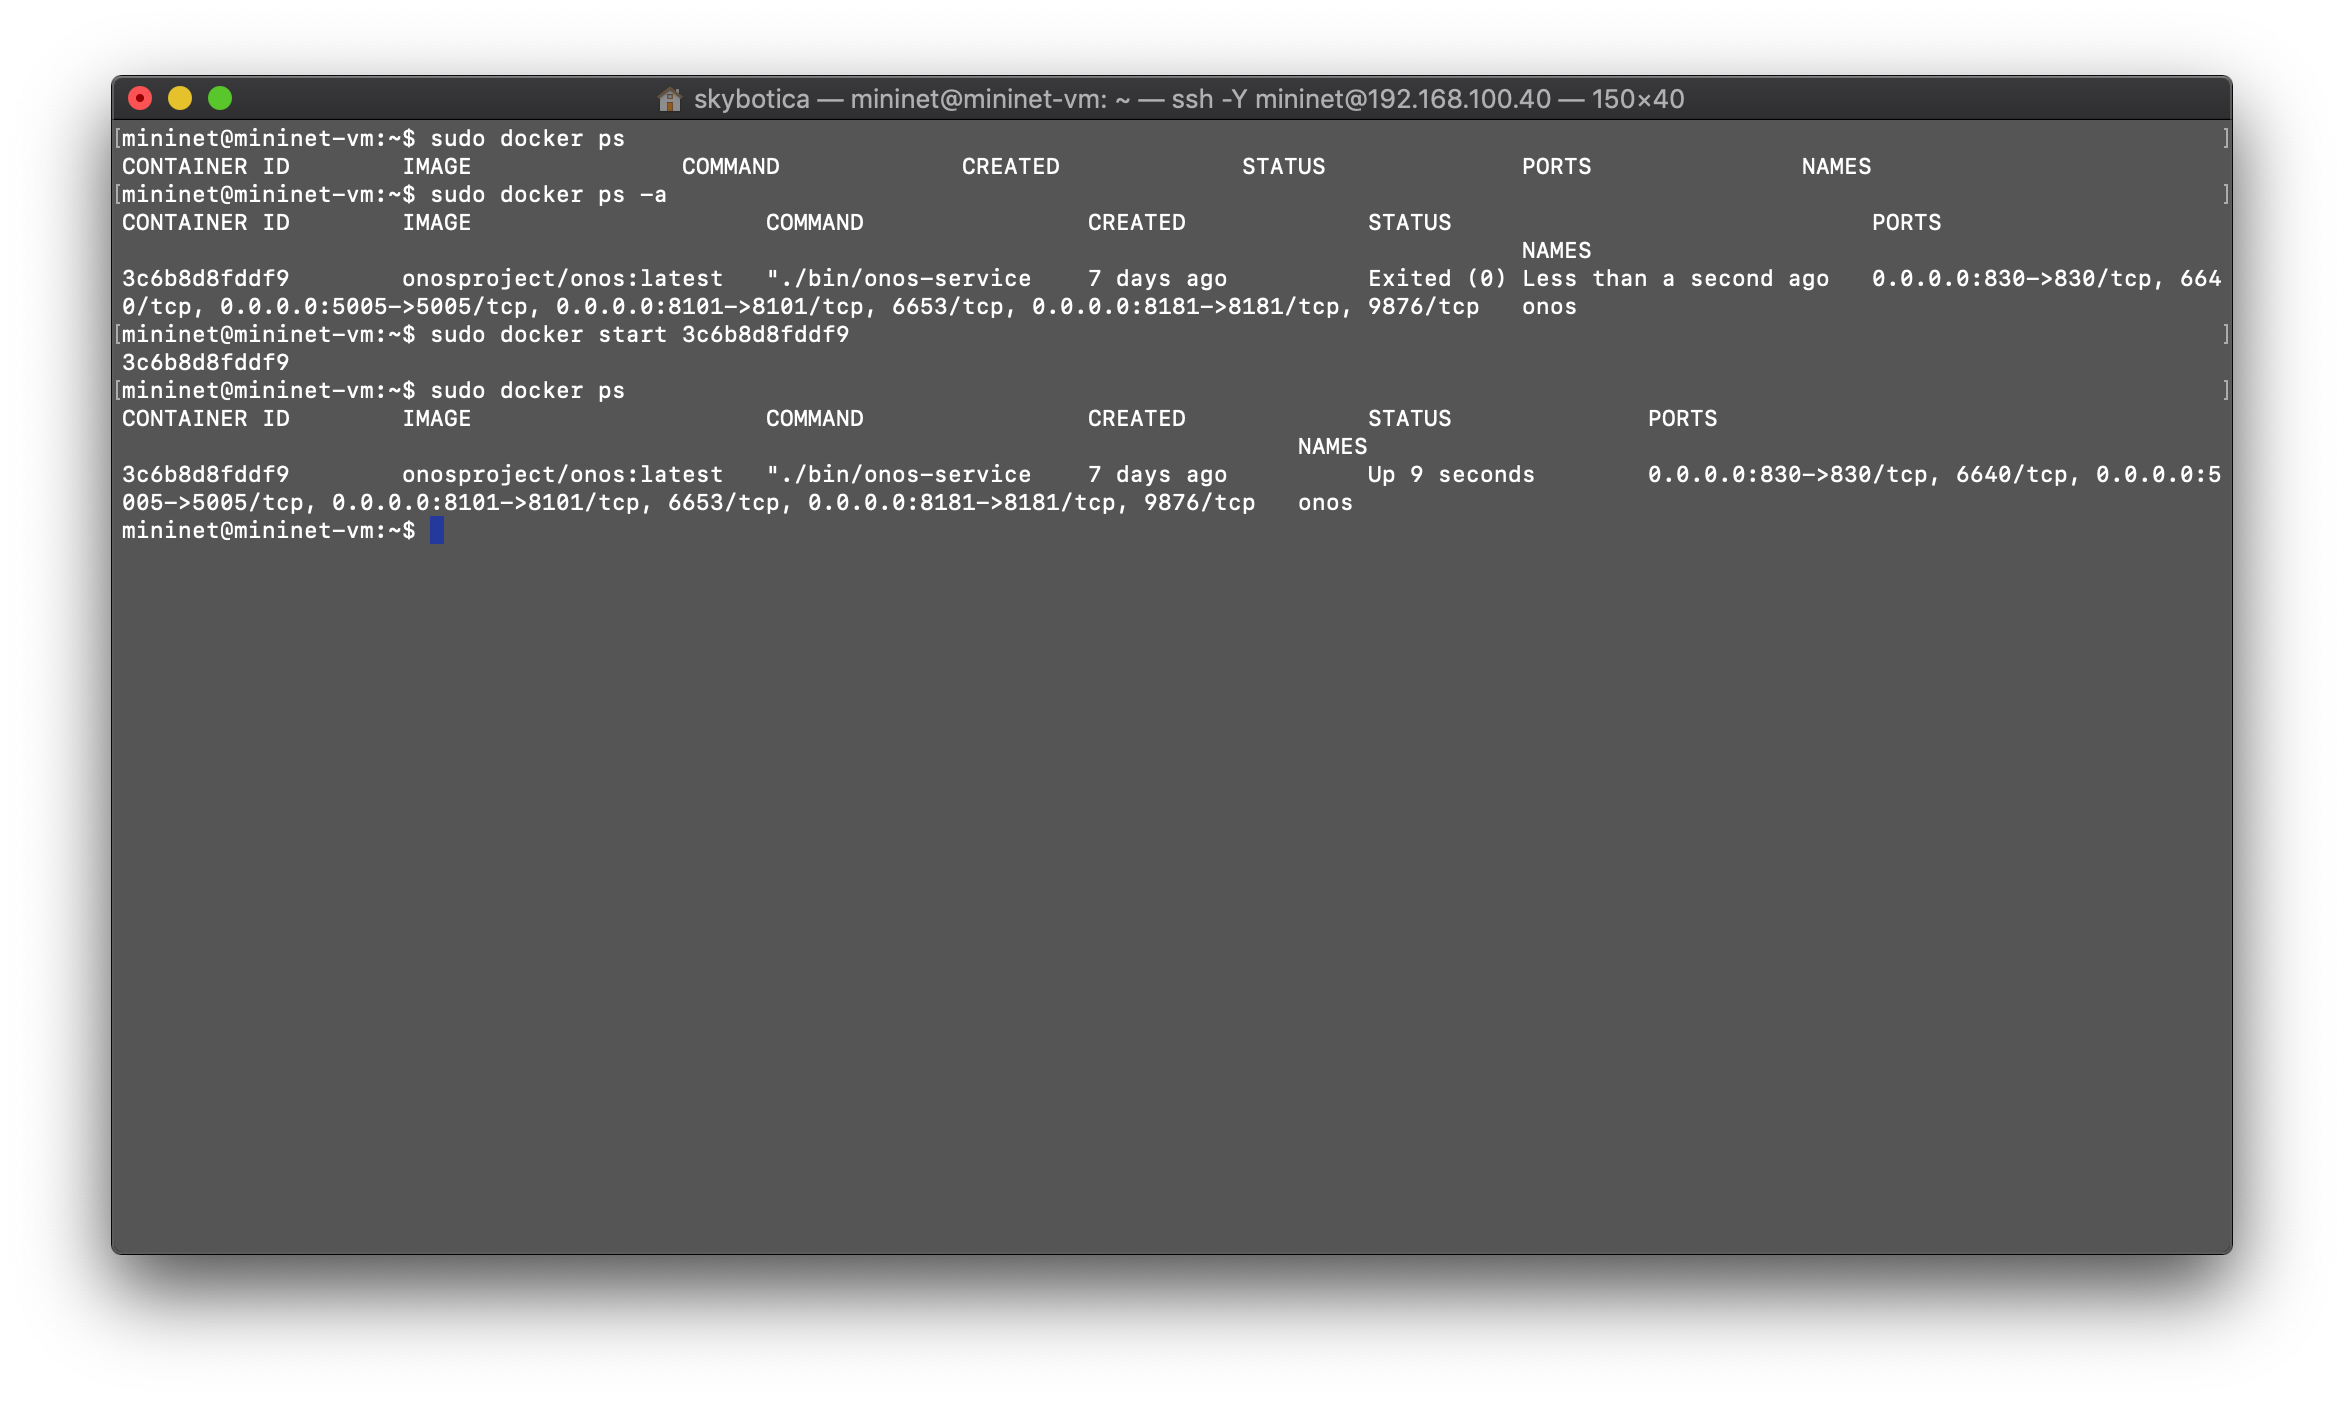 skybotica — mininet@mininet-vm: ~ — ssh -Y mininet@192.168.100.40 — 150×40
[mininet@mininet-vm:~$ sudo docker ps ]
CONTAINER ID        IMAGE               COMMAND             CREATED             STATUS              PORTS               NAMES
[mininet@mininet-vm:~$ sudo docker ps -a ]
CONTAINER ID        IMAGE                     COMMAND                CREATED             STATUS                              PORTS
NAMES
3c6b8d8fddf9        onosproject/onos:latest   "./bin/onos-service    7 days ago          Exited (0) Less than a second ago   0.0.0.0:830->830/tcp, 664
0/tcp, 0.0.0.0:5005->5005/tcp, 0.0.0.0:8101->8101/tcp, 6653/tcp, 0.0.0.0:8181->8181/tcp, 9876/tcp   onos
[mininet@mininet-vm:~$ sudo docker start 3c6b8d8fddf9 ]
3c6b8d8fddf9
[mininet@mininet-vm:~$ sudo docker ps ]
CONTAINER ID        IMAGE                     COMMAND                CREATED             STATUS              PORTS
NAMES
3c6b8d8fddf9        onosproject/onos:latest   "./bin/onos-service    7 days ago          Up 9 seconds        0.0.0.0:830->830/tcp, 6640/tcp, 0.0.0.0:5
005->5005/tcp, 0.0.0.0:8101->8101/tcp, 6653/tcp, 0.0.0.0:8181->8181/tcp, 9876/tcp   onos
mininet@mininet-vm:~$